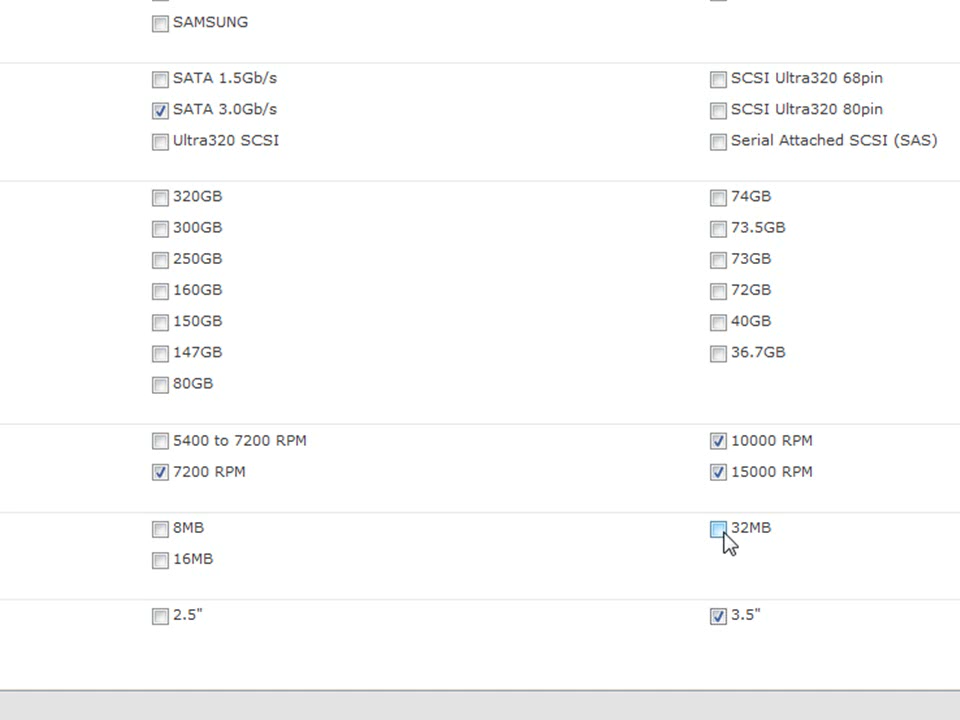 SAMSUNG
SATA 1.5Gb/s SCSI Ultra320 68pin
SATA 3.0Gb/s SCSI Ultra320 80pin
Ultra320 SCSI Serial Attached SCSI (SAS)
320GB 74GB
300GB 73.5GB
250GB 73GB
160GB 72GB
150GB 40GB
147GB 36.7GB
80GB
5400 to 7200 RPM 10000 RPM
7200 RPM 15000 RPM
8MB 32MB
16MB
2.5" 3.5"